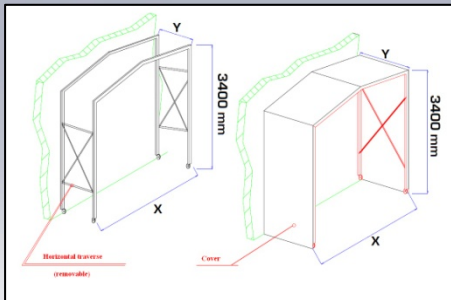 Y
3400 mm
X
Horizontal traverse
(removable)
Y
3400 mm
X
Cover